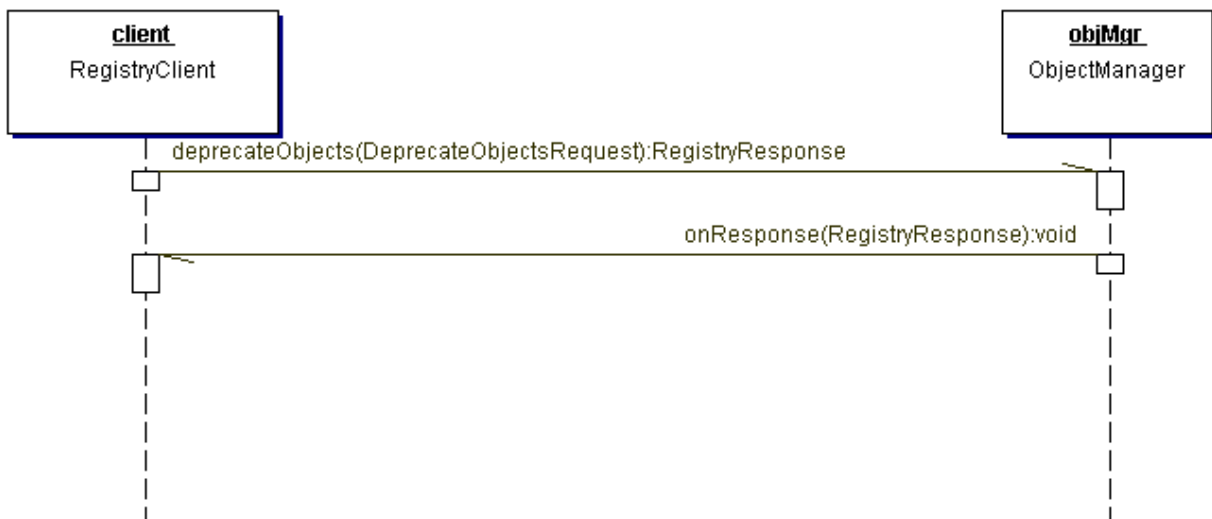 client
RegistryClient
objMgr
ObjectManager
deprecateObjects(DeprecateObjectsRequest):RegistryResponse
onResponse(RegistryResponse):void